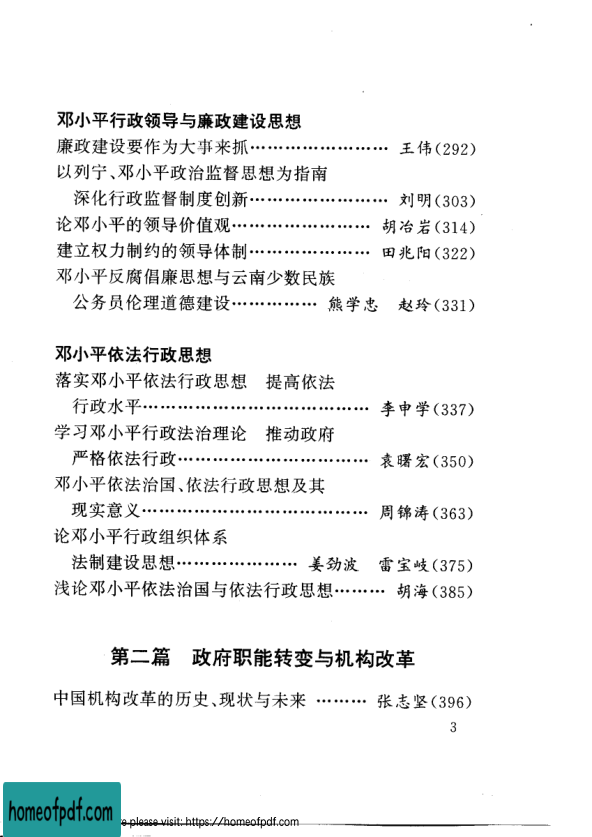 邓小平行政领导与廉政建设思想
廉政建设要作为大事来抓…………………… 王伟(292)
以列宁、邓小平政治监督思想为指南
深化行政监督制度创新…………………… 刘明(303)
论邓小平的领导价值观…………………… 胡冶岩(314)
建立权力制约的领导体制………………… 田兆阳(322)
邓小平反腐倡廉思想与云南少数民族
公务员伦理道德建设…………… 熊学忠 赵玲(331)
邓小平依法行政思想
落实邓小平依法行政思想 提高依法
行政水平………………………………… 李申学(337)
学习邓小平行政法治理论 推动政府
严格依法行政…………………………… 袁曙宏(350)
邓小平依法治国、依法行政思想及其
现实意义………………………………… 周锦涛(363)
论邓小平行政组织体系
法制建设思想………………… 姜劲波 雷宝岐(375)
浅论邓小平依法治国与依法行政思想……… 胡海(385)
第二篇 政府职能转变与机构改革
中国机构改革的历史、现状与未来 ……… 张志坚(396)
3
homeofpdf.com
e please visit: https://homeofpdf.com